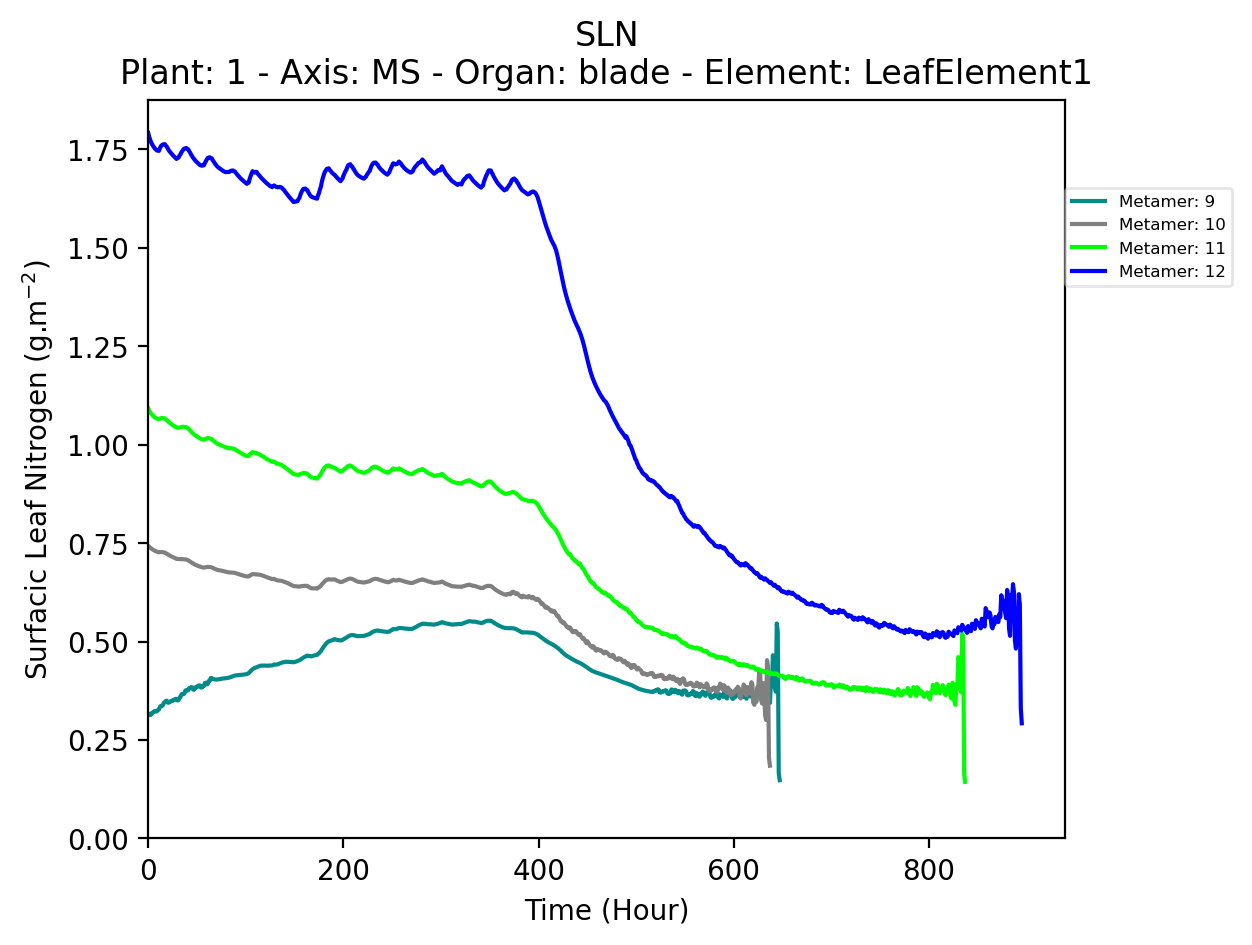 SLN
Plant: 1 - Axis: MS - Organ: blade - Element: LeafElement1
Surfacic Leaf Nitrogen (g.m⁻²)
1.75
1.50
1.25
1.00
0.75
0.50
0.25
0.00
0 200 400 600 800
Time (Hour)
Metamer: 9
Metamer: 10
Metamer: 11
Metamer: 12